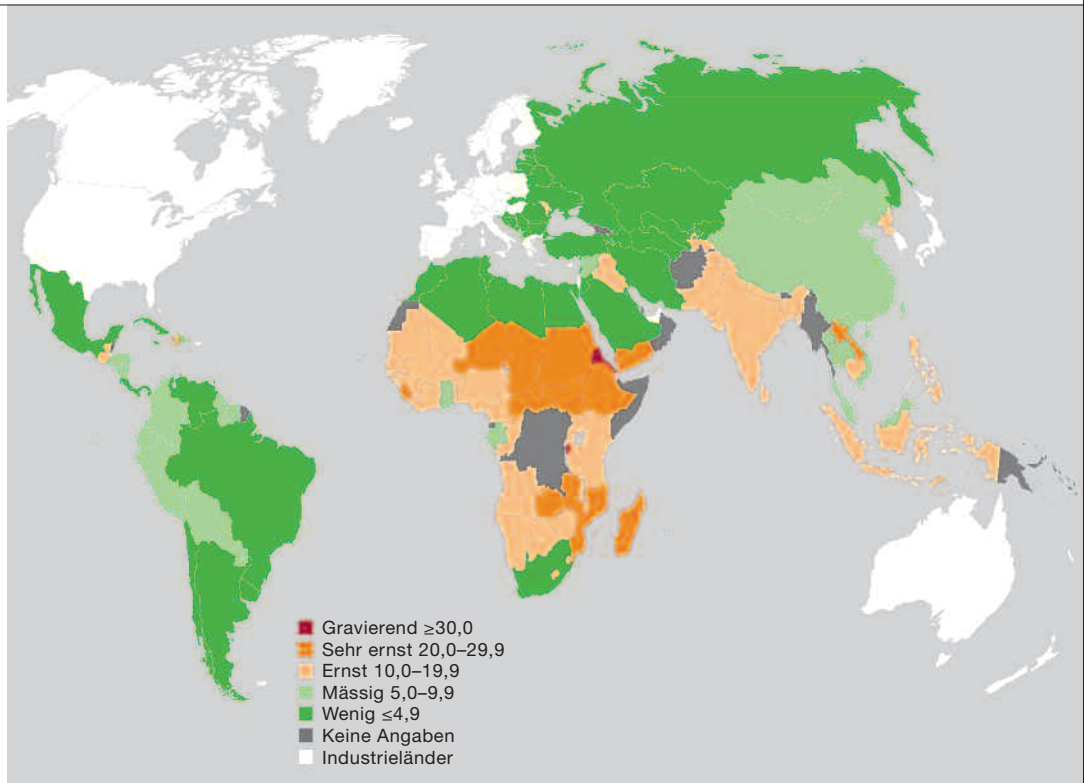 Gravierend ≥30,0
Sehr ernst 20,0–29,9
Ernst 10,0–19,9
Mässig 5,0–9,9
Wenig ≤4,9
Keine Angaben
Industrieländer